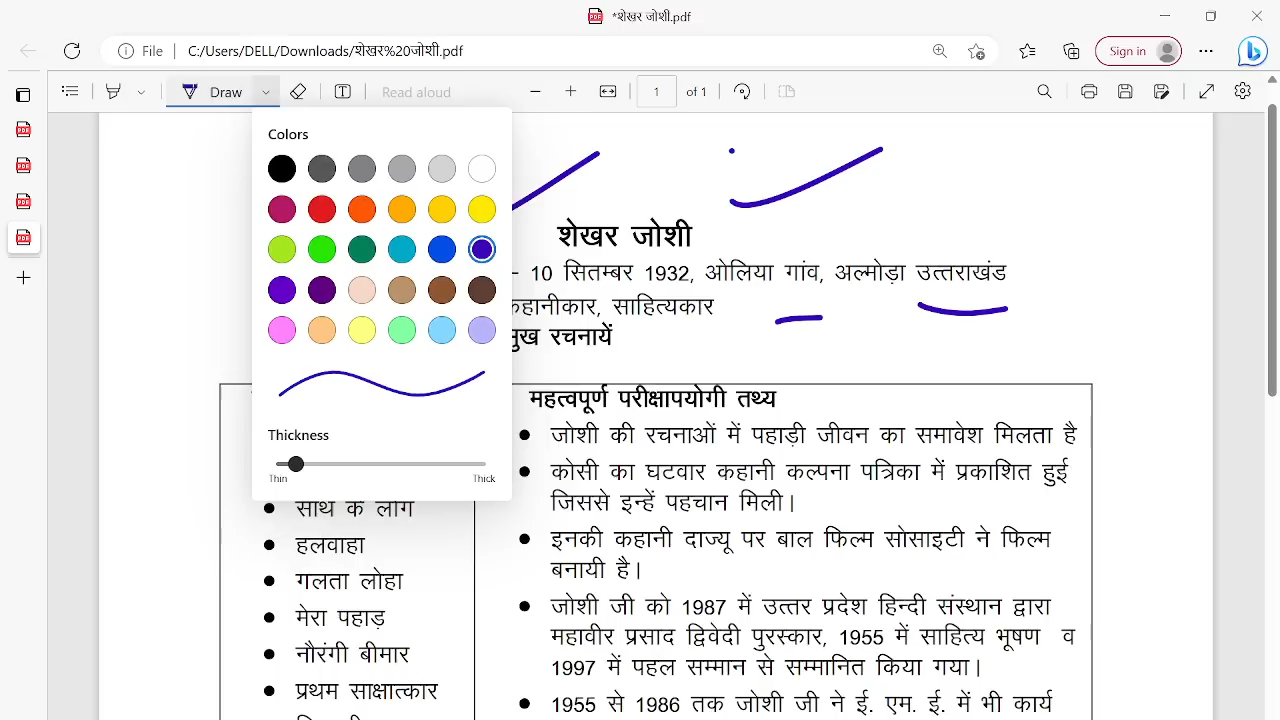 *शेखर जोशी.pdf
File
C:/Users/DELL/Downloads/शेखर%20जोशी.pdf
Sign in
Draw
Read aloud
1 of 1
Colors
Thickness
Thin Thick
शेखर जोशी
– 10 सितम्बर 1932, ओलिया गांव, अल्मोड़ा उत्तराखंड
कहानीकार, साहित्यकार
रचनायें
महत्वपूर्ण परीक्षापयोगी तथ्य
जोशी की रचनाओं में पहाड़ी जीवन का समावेश मिलता है
कोसी का घटवार कहानी कल्पना पत्रिका में प्रकाशित हुई
जिससे इन्हें पहचान मिली।
साथ के लोग
इनकी कहानी दाज्यू पर बाल फिल्म सोसाइटी ने फिल्म
हलवाहा
बनायी है।
गलता लोहा
जोशी जी को 1987 में उत्तर प्रदेश हिन्दी संस्थान द्वारा
मेरा पहाड़
महावीर प्रसाद द्विवेदी पुरस्कार, 1955 में साहित्य भूषण व
नौरंगी बीमार
1997 में पहल सम्मान से सम्मानित किया गया।
प्रथम साक्षात्कार
1955 से 1986 तक जोशी जी ने ई. एम. ई. में भी कार्य